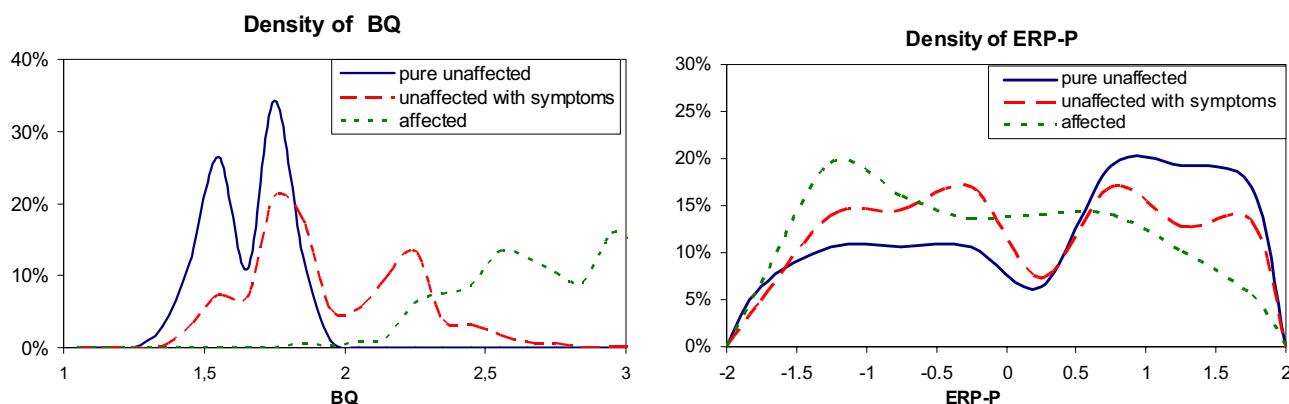 Density of BQ
40%
30%
20%
10%
0%
1
1,5
2
2,5
3
BQ
pure unaffected
unaffected with symptoms
affected
Density of ERP-P
30%
25%
20%
15%
10%
5%
0%
-2
-1.5
-1
-0.5
0
0.5
1
1.5
2
ERP-P
pure unaffected
unaffected with symptoms
affected